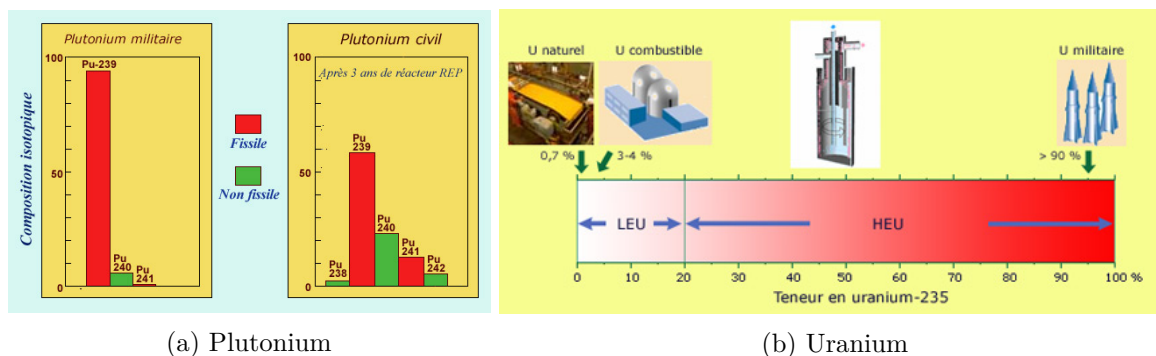 Plutonium militaire
Composition isotopique
100
50
0
Pu-239
Pu
240
Pu
241
Fissile
Non fissile
Plutonium civil
Après 3 ans de réacteur REP
100
50
0
Pu
238
Pu
239
Pu
240
Pu
241
Pu
242
(a) Plutonium
U naturel
U combustible
U militaire
0,7 %
3-4 %
> 90 %
LEU
HEU
0 10 20 30 40 50 60 70 80 90 100 %
Teneur en uranium-235
(b) Uranium